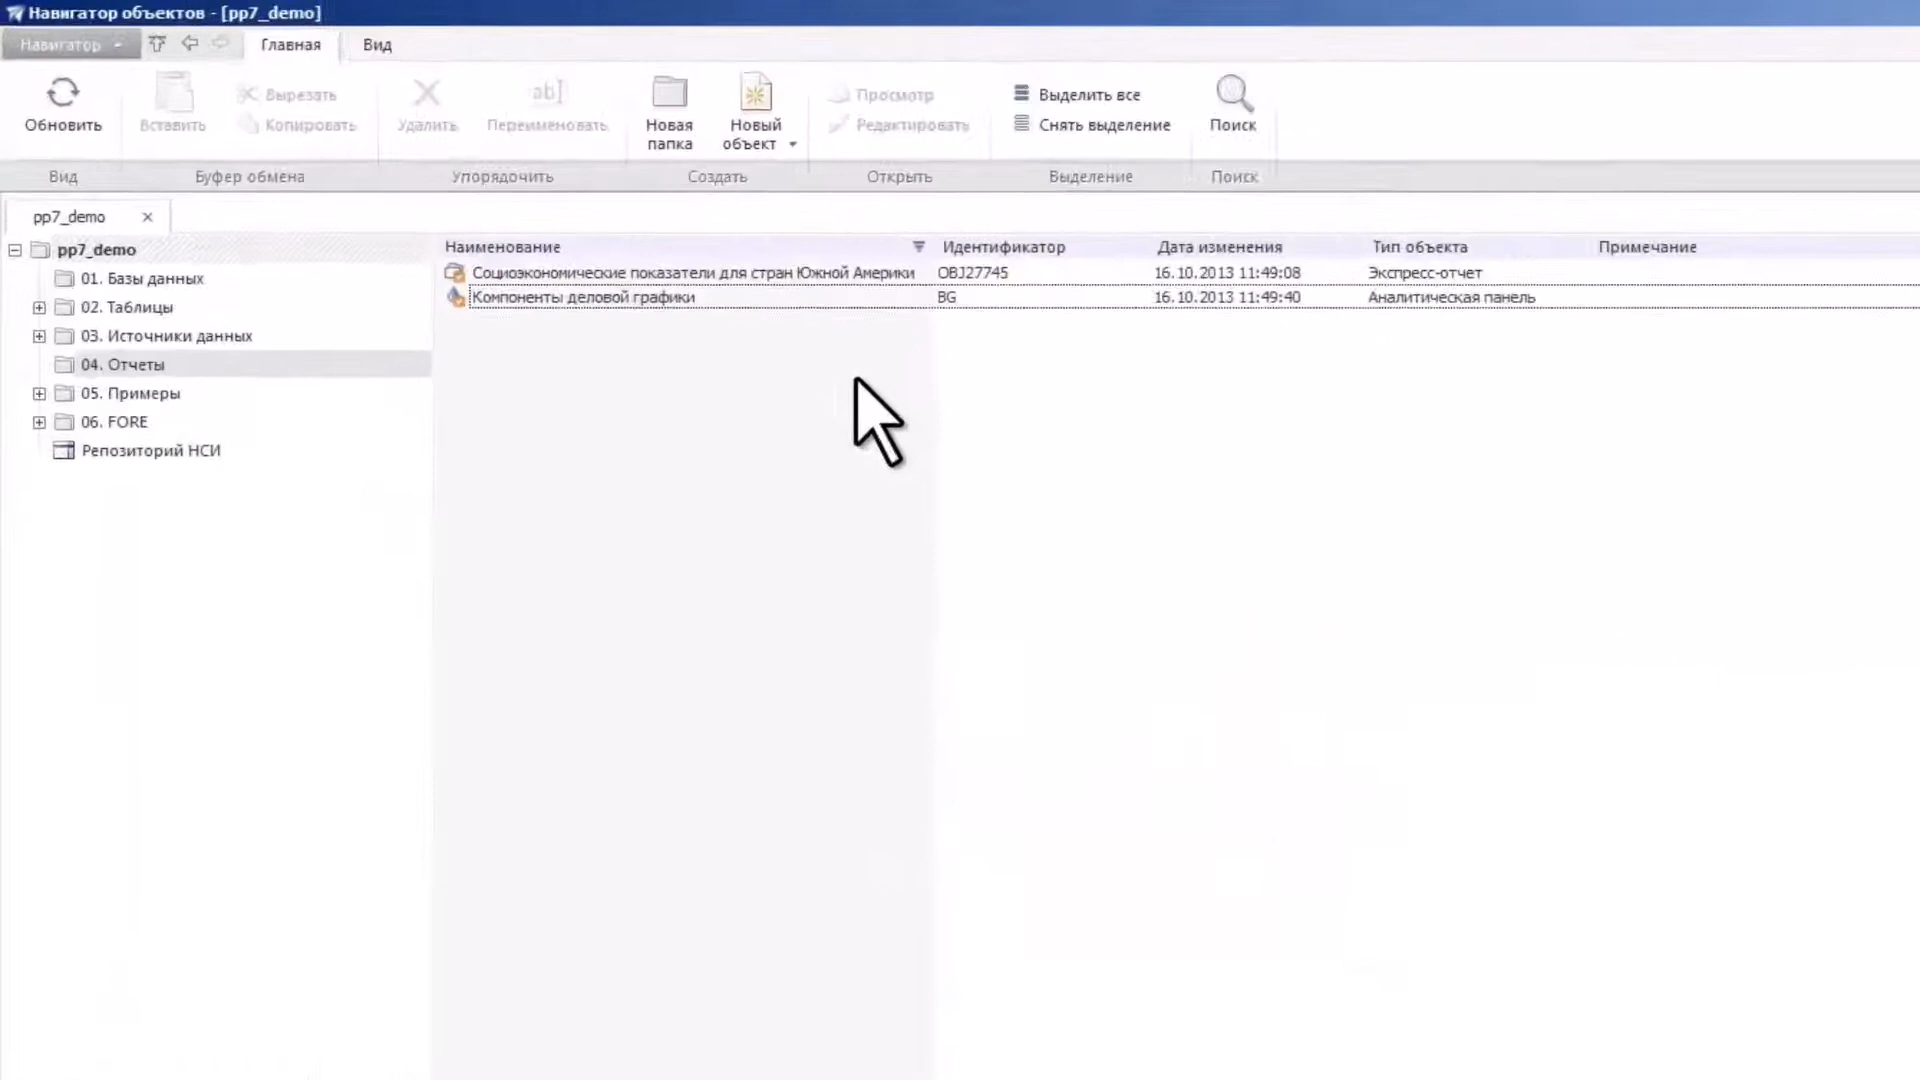 Навигатор объектов - [pp7_demo]
Навигатор Главная Вид
Обновить Вставить Вырезать Копировать Удалить Переименовать Новая папка Новый объект Просмотр Редактировать Выделить все Снять выделение Поиск
Вид Буфер обмена Упорядочить Создать Открыть Выделение Поиск
pp7_demo
pp7_demo
01. Базы данных
02. Таблицы
03. Источники данных
04. Отчеты
05. Примеры
06. FORE
Репозиторий НСИ
Наименование Идентификатор Дата изменения Тип объекта Примечание
Социоэкономические показатели для стран Южной Америки OBJ27745 16.10.2013 11:49:08 Экспресс-отчет
Компоненты деловой графики BG 16.10.2013 11:49:40 Аналитическая панель